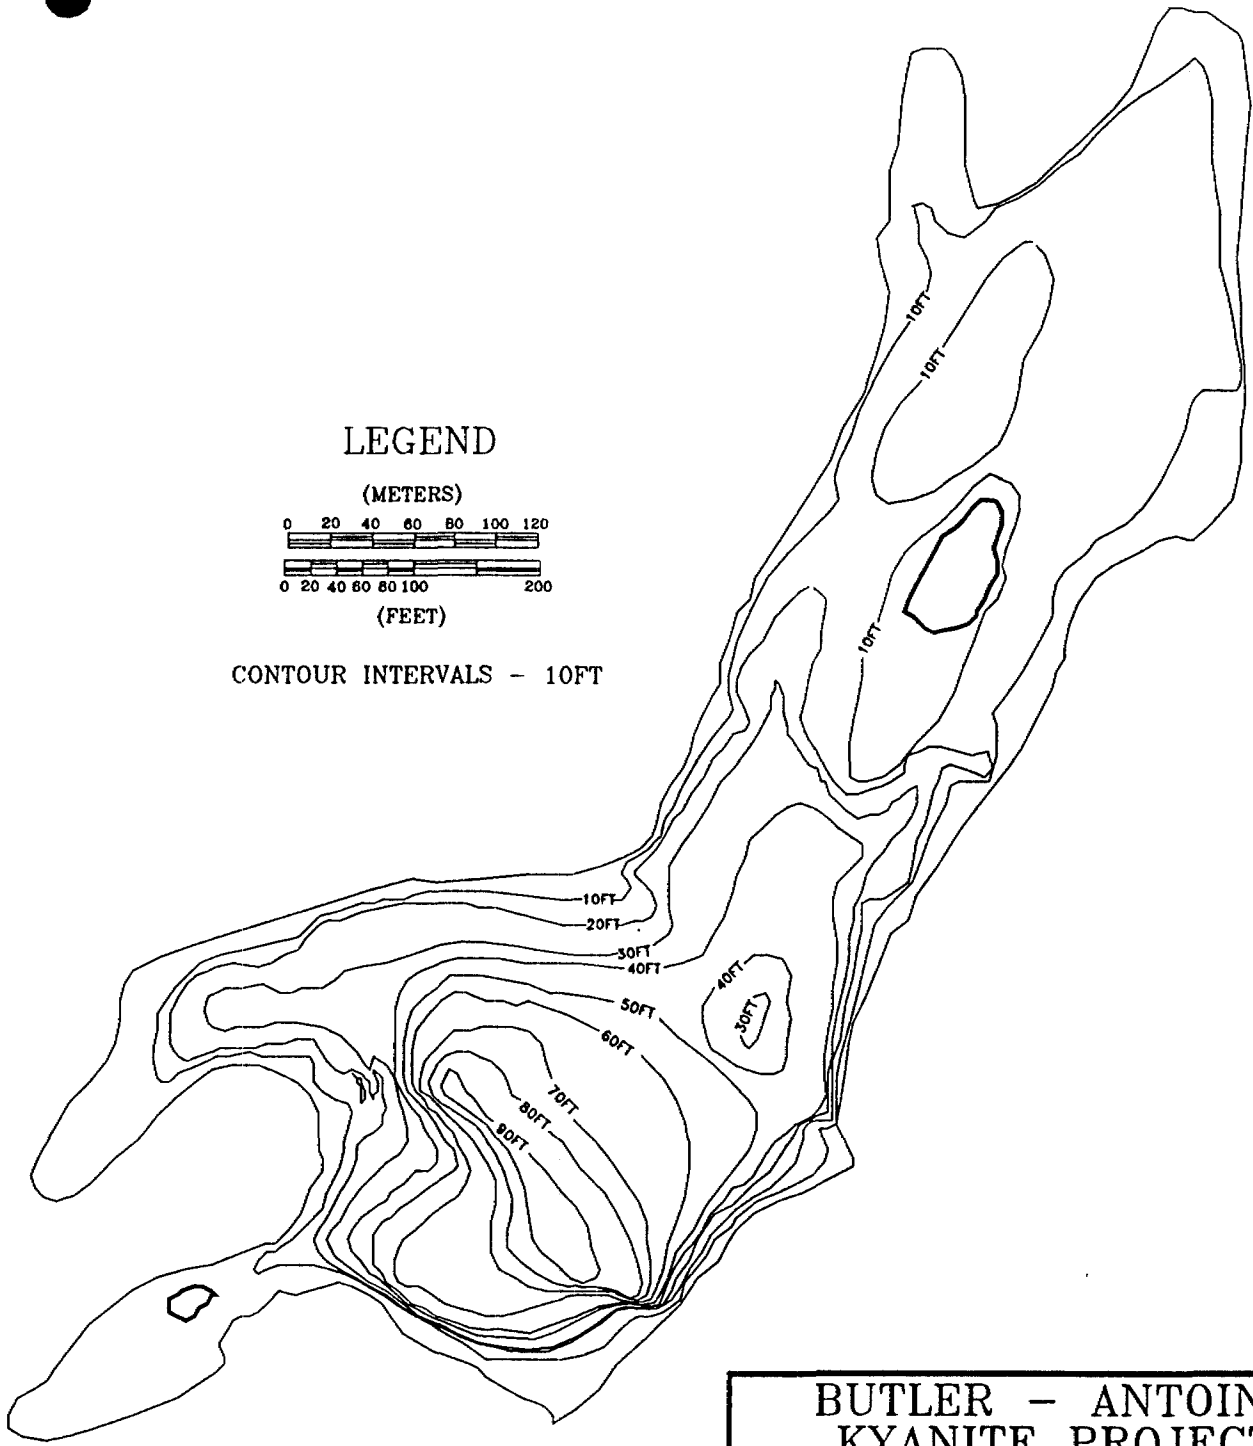 10FT
10FT
LEGEND
(METERS)
0 20 40 60 80 100 120
0 20 40 60 80 100 200
(FEET)
10FT
CONTOUR INTERVALS - 10FT
10FT
20FT
30FT
40FT
40FT
30FT
50FT
60FT
70FT
80FT
90FT
BUTLER - ANTOIN
KYANITE PROJECT